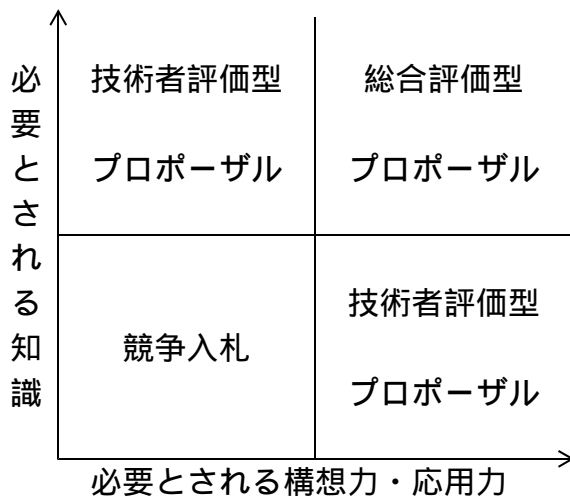 必要とされる知識
技術者評価型
プロポーザル
総合評価型
プロポーザル
競争入札
技術者評価型
プロポーザル
必要とされる構想力・応用力